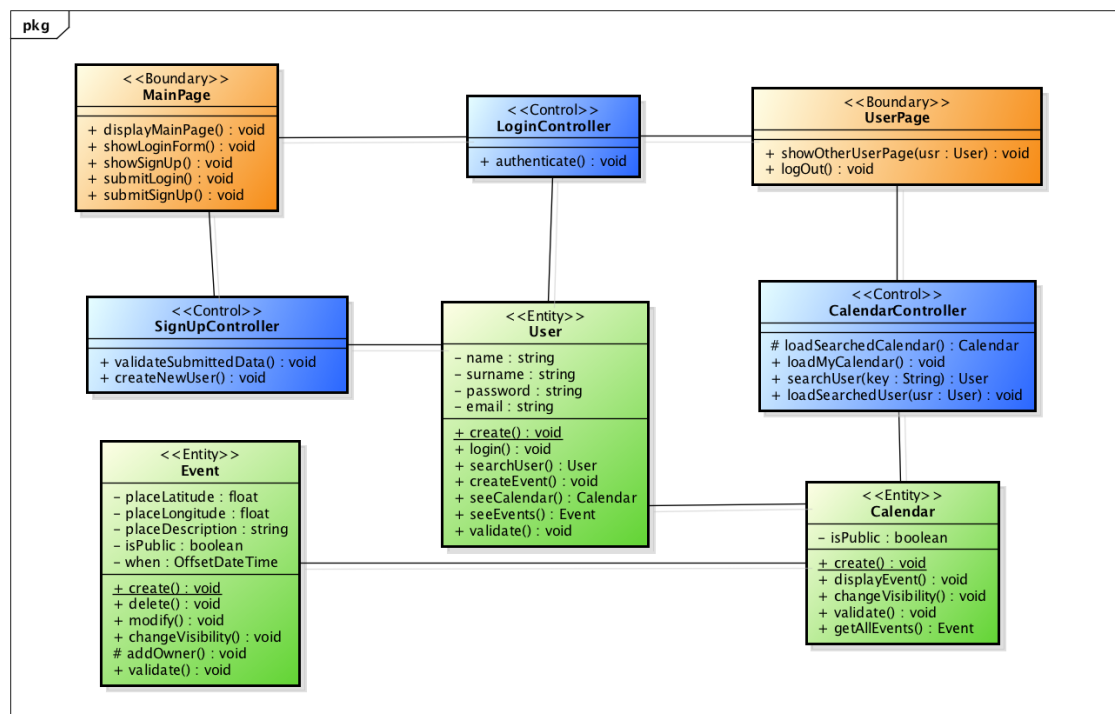 pkg
<<Boundary>>
MainPage
+ displayMainPage() : void
+ showLoginForm() : void
+ showSignUp() : void
+ submitLogin() : void
+ submitSignUp() : void
<<Control>>
LoginController
+ authenticate() : void
<<Boundary>>
UserPage
+ showOtherUserPage(usr : User) : void
+ logOut() : void
<<Control>>
SignUpController
+ validateSubmittedData() : void
+ createNewUser() : void
<<Entity>>
User
– name : string
– surname : string
– password : string
– email : string
+ create() : void
+ login() : void
+ searchUser() : User
+ createEvent() : void
+ seeCalendar() : Calendar
+ seeEvents() : Event
+ validate() : void
<<Control>>
CalendarController
# loadSearchedCalendar() : Calendar
+ loadMyCalendar() : void
+ searchUser(key : String) : User
+ loadSearchedUser(usr : User) : void
<<Entity>>
Event
– placeLatitude : float
– placeLongitude : float
– placeDescription : string
– isPublic : boolean
– when : OffsetDateTime
+ create() : void
+ delete() : void
+ modify() : void
+ changeVisibility() : void
# addOwner() : void
+ validate() : void
<<Entity>>
Calendar
– isPublic : boolean
+ create() : void
+ displayEvent() : void
+ changeVisibility() : void
+ validate() : void
+ getAllEvents() : Event